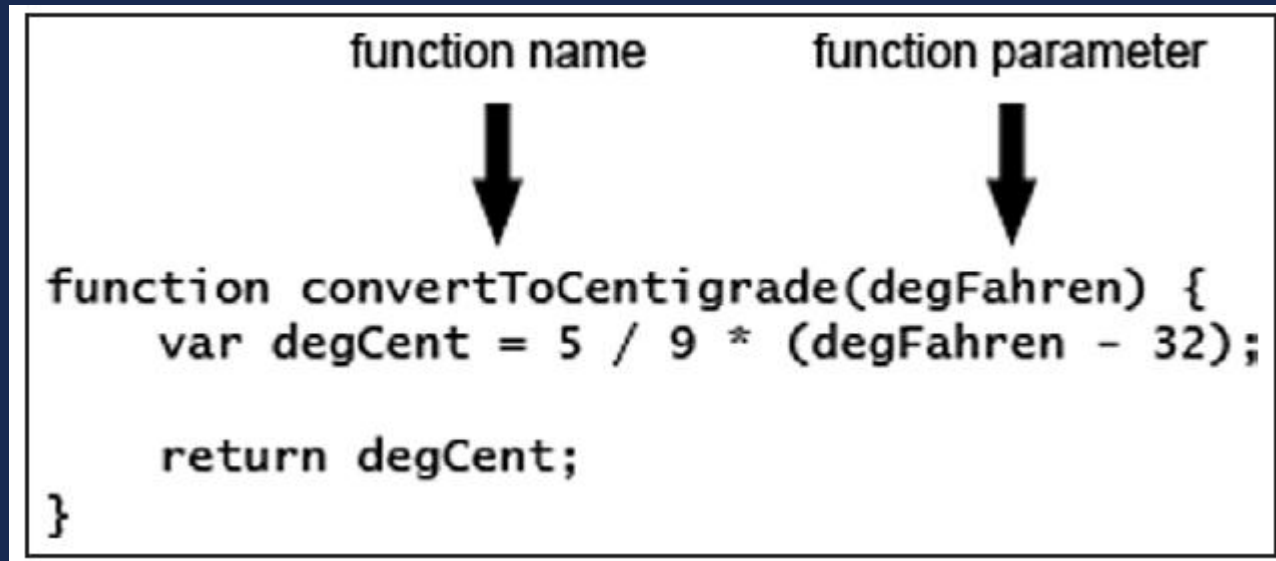 function name function parameter
function convertToCentigrade(degFahren) {
var degCent = 5 / 9 * (degFahren - 32);
return degCent;
}